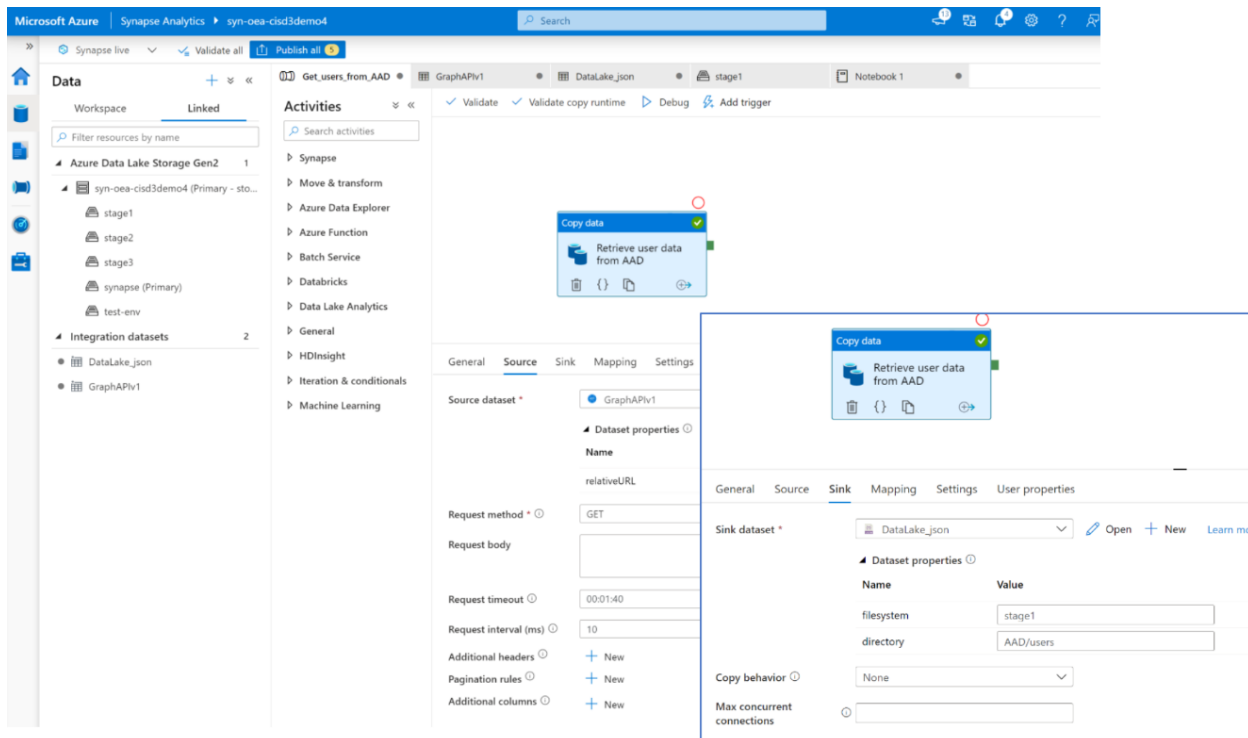 Microsoft Azure Synapse Analytics syn-oea-cisd3demo4 Search 13 4
Synapse live Validate all Publish all 5
Data
Workspace Linked
Filter resources by name
Azure Data Lake Storage Gen2 1
syn-oea-cisd3demo4 (Primary - sto...
stage1
stage2
stage3
synapse (Primary)
test-env
Integration datasets 2
DataLake_json
GraphAPIv1
Get_users_from_AAD GraphAPIv1 DataLake_json stage1 Notebook 1
Activities
Search activities
Synapse
Move & transform
Azure Data Explorer
Azure Function
Batch Service
Databricks
Data Lake Analytics
General
HDInsight
Iteration & conditionals
Machine Learning
Validate Validate copy runtime Debug Add trigger
Copy data
Retrieve user data
from AAD
{}
General Source Sink Mapping Settings
Source dataset * GraphAPIv1
Dataset properties
Name
relativeURL
Request method * GET
Request body
Request timeout 00:01:40
Request interval (ms) 10
Additional headers + New
Pagination rules + New
Additional columns + New
Copy data
Retrieve user data
from AAD
{}
General Source Sink Mapping Settings User properties
Sink dataset * DataLake_json Open + New Learn mo
Dataset properties
Name Value
filesystem stage1
directory AAD/users
Copy behavior None
Max concurrent
connections